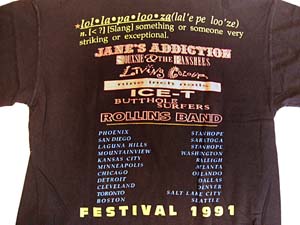 ★lol•la•pa•loo•za(lal'e pe loo'ze)
n. [< ?] [Slang] something or someone very
striking or exceptional.
JANE'S ADDICTION
SIOUXSIE & THE BANSHEES
LIVING COLOUR
nine inch nails
ICE-T
BUTTHOLE
SURFERS
ROLLINS BAND
PHOENIX STANHOPE
SAN DIEGO SARATOGA
LAGUNA HILLS STANHOPE
MOUNTAINVIEW WASHINGTON
KANSAS CITY RALEIGH
MINNEAPOLIS ATLANTA
CHICAGO ORLANDO
DETROIT DALLAS
CLEVELAND DENVER
TORONTO SALT LAKE CITY
BOSTON SEATTLE
FESTIVAL 1991